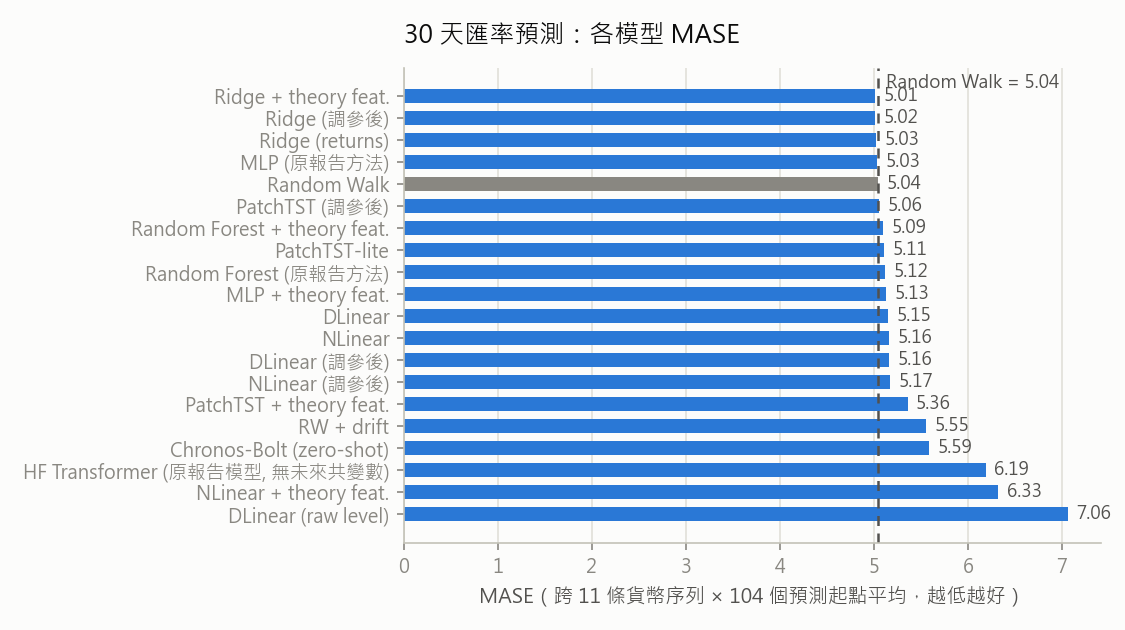 30 天匯率預測：各模型 MASE
Random Walk = 5.04
Ridge + theory feat. 5.01
Ridge (調參後) 5.02
Ridge (returns) 5.03
MLP (原報告方法) 5.03
Random Walk 5.04
PatchTST (調參後) 5.06
Random Forest + theory feat. 5.09
PatchTST-lite 5.11
Random Forest (原報告方法) 5.12
MLP + theory feat. 5.13
DLinear 5.15
NLinear 5.16
DLinear (調參後) 5.16
NLinear (調參後) 5.17
PatchTST + theory feat. 5.36
RW + drift 5.55
Chronos-Bolt (zero-shot) 5.59
HF Transformer (原報告模型, 無未來共變數) 6.19
NLinear + theory feat. 6.33
DLinear (raw level) 7.06
0 1 2 3 4 5 6 7
MASE（跨 11 條貨幣序列 × 104 個預測起點平均．越低越好）